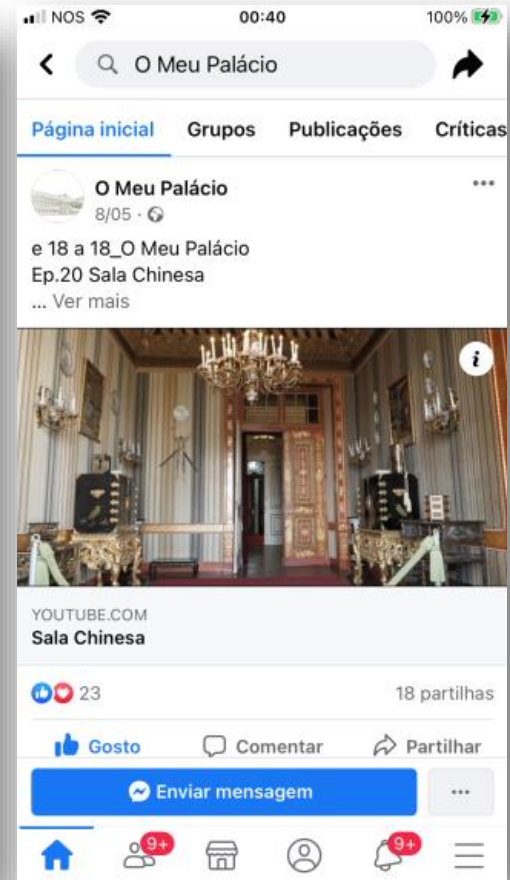 NOS 00:40 100%
O Meu Palácio
Página inicial Grupos Publicações Críticas
O Meu Palácio
8/05 ·
e 18 a 18_O Meu Palácio
Ep.20 Sala Chinesa
... Ver mais
i
YOUTUBE.COM
Sala Chinesa
23 18 partilhas
Gosto Comentar Partilhar
Enviar mensagem
9+ 9+